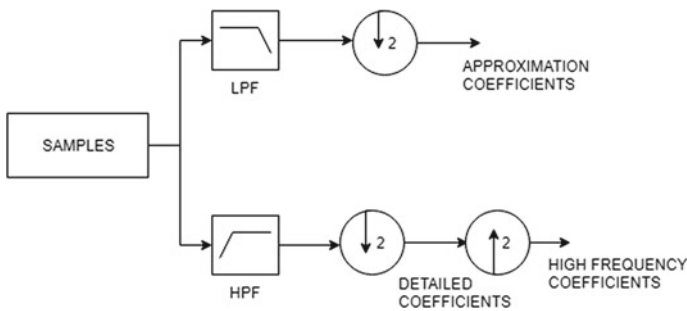 2
APPROXIMATION
COEFFICIENTS
LPF
SAMPLES
2
2
DETAILED
COEFFICIENTS
HIGH FREQUENCY
COEFFICIENTS
HPF